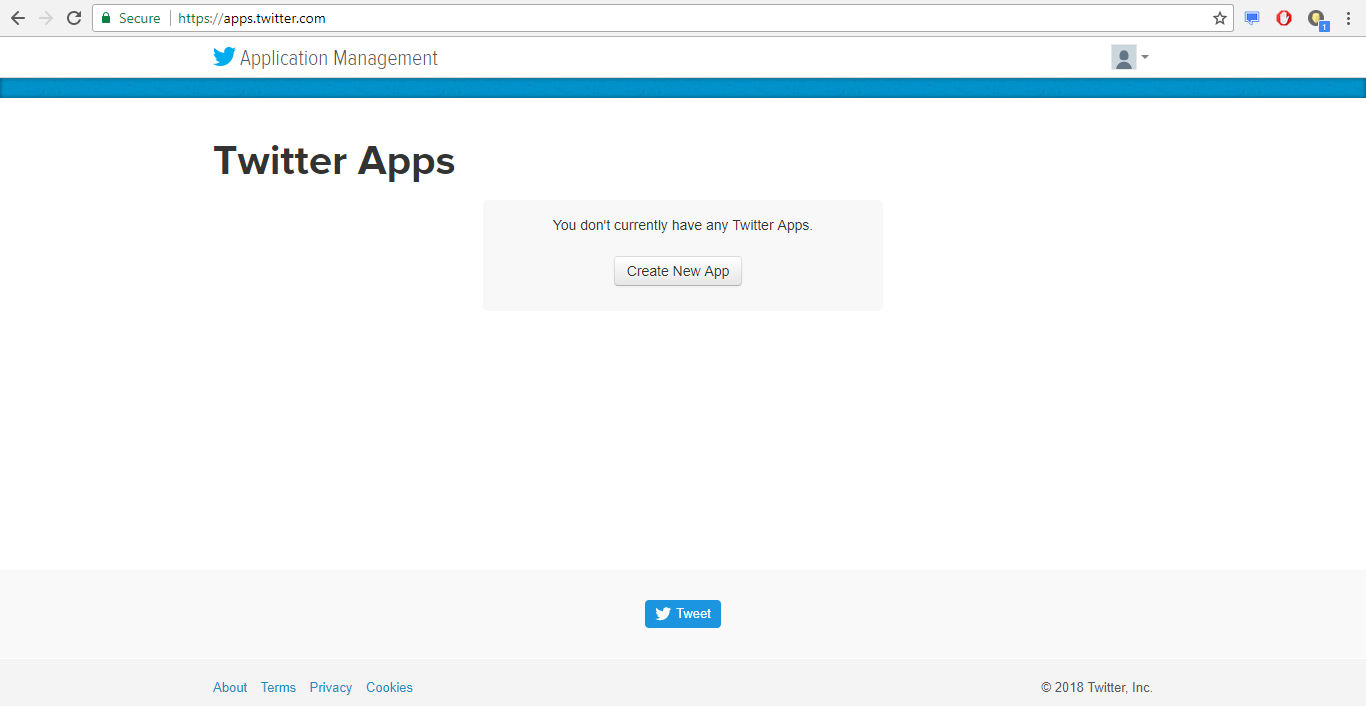 Secure https://apps.twitter.com
1
Application Management
Twitter Apps
You don't currently have any Twitter Apps.
Create New App
Tweet
About Terms Privacy Cookies © 2018 Twitter, Inc.